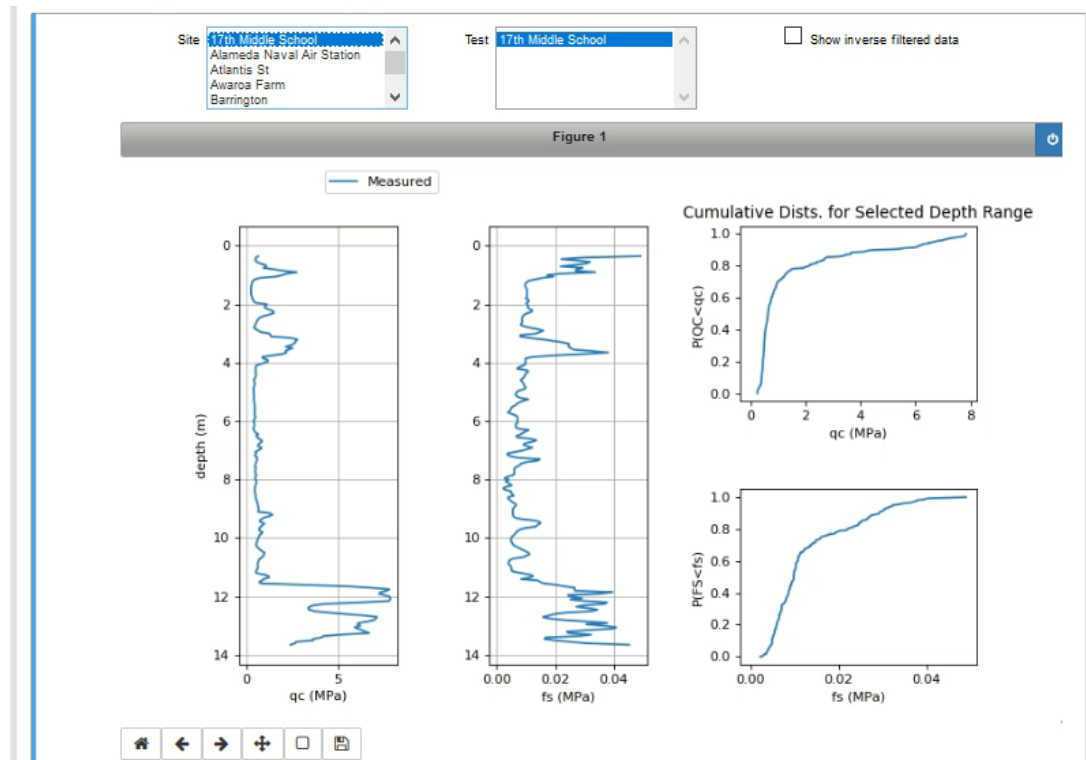 Site
17th Middle School
Alameda Naval Air Station
Atlantis St
Awaroa Farm
Barrington
Test
17th Middle School
Show inverse filtered data
Figure 1
Measured
0
2
4
6
8
10
12
14
depth (m)
0 5
qc (MPa)
0
2
4
6
8
10
12
14
0.00 0.02 0.04
fs (MPa)
Cumulative Dists. for Selected Depth Range
1.0
0.8
0.6
0.4
0.2
0.0
P(QC<qc)
0 2 4 6 8
qc (MPa)
1.0
0.8
0.6
0.4
0.2
0.0
P(FS<fs)
0.00 0.02 0.04
fs (MPa)